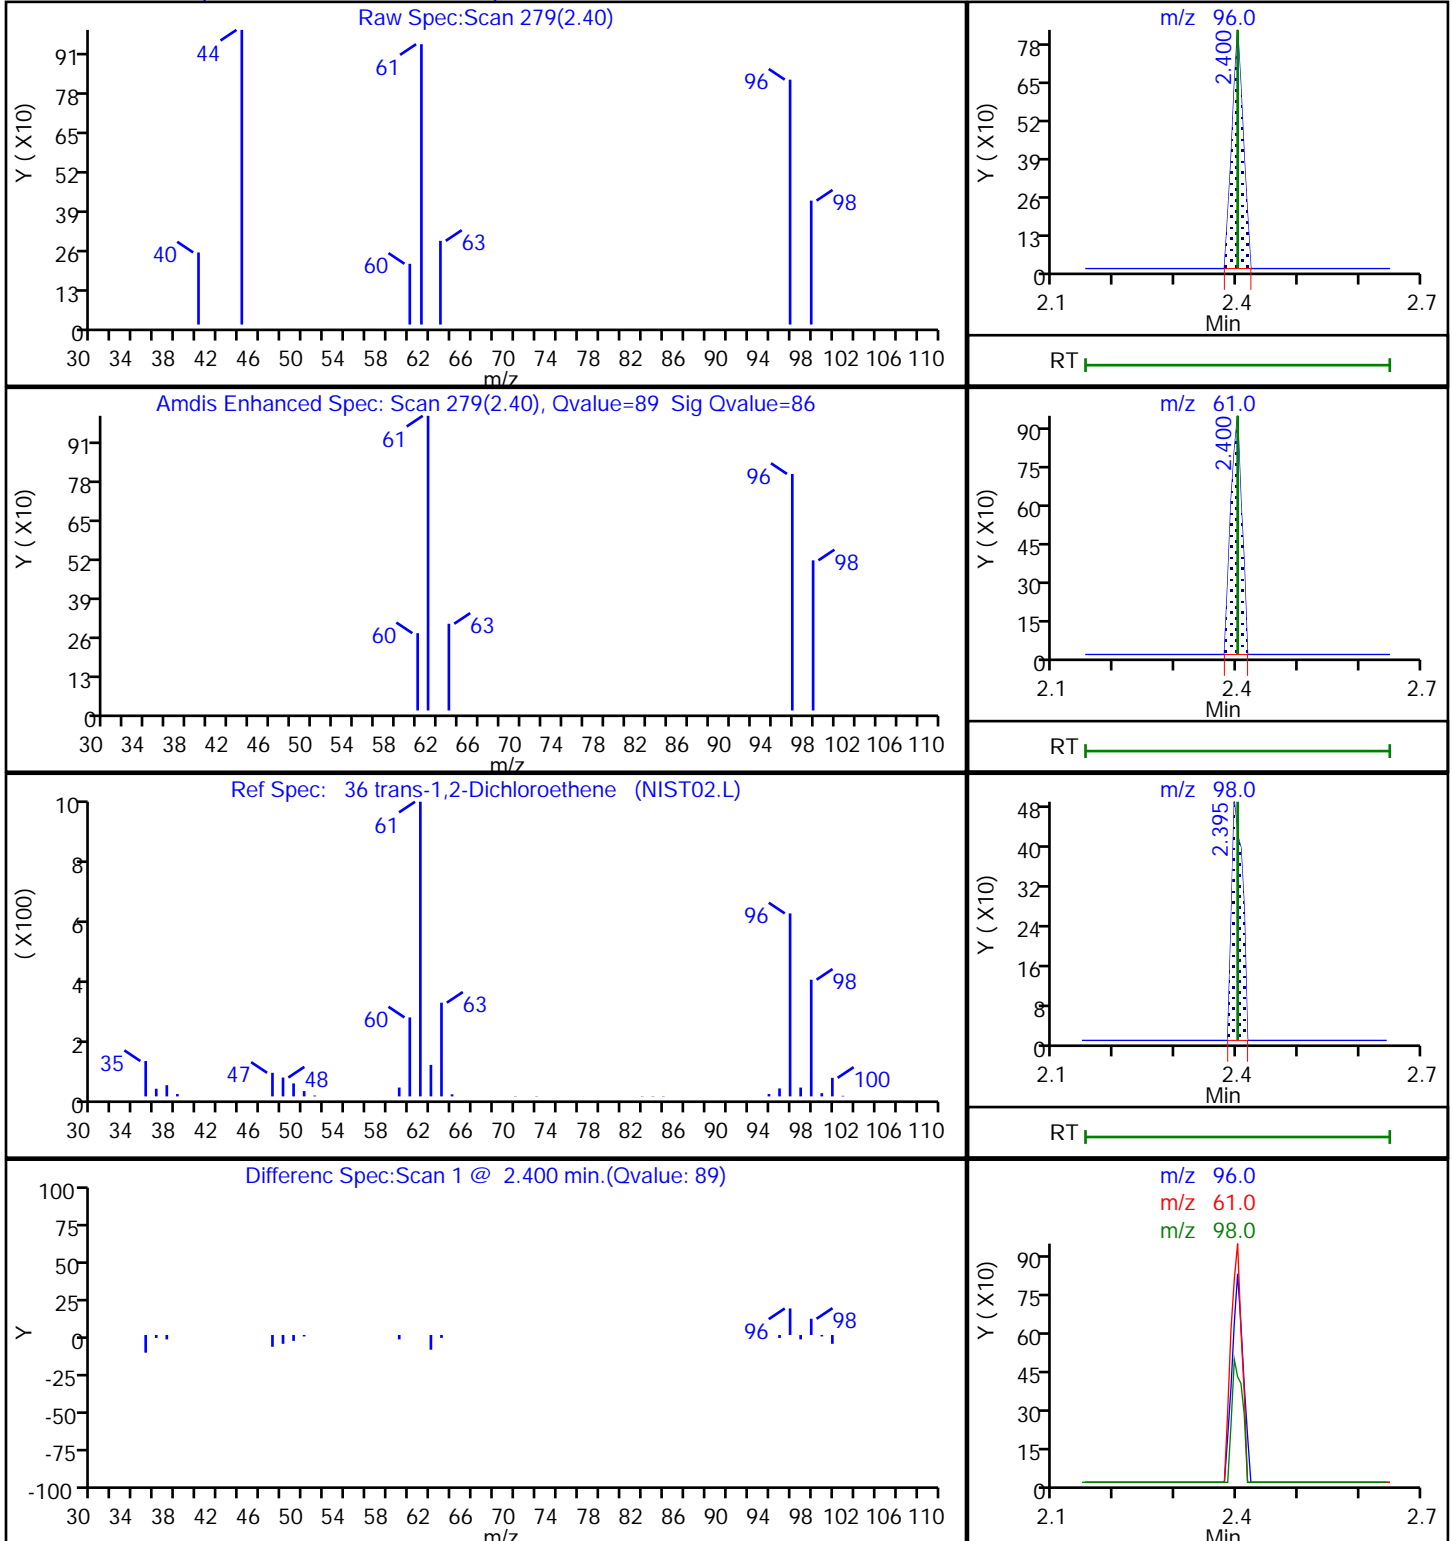 Raw Spec:Scan 279(2.40)
Y ( X10)
91
78
65
52
39
26
13
0
44
61
96
40
60
63
98
30 34 38 42 46 50 54 58 62 66 70 74 78 82 86 90 94 98 102 106 110
m/z
m/z 96.0
Y ( X10)
78
65
52
39
26
13
0
2.400
2.1 2.4 2.7
Min
RT
Amdis Enhanced Spec: Scan 279(2.40), Qvalue=89 Sig Qvalue=86
Y ( X10)
91
78
65
52
39
26
13
0
61
96
60
63
98
30 34 38 42 46 50 54 58 62 66 70 74 78 82 86 90 94 98 102 106 110
m/z
m/z 61.0
Y ( X10)
90
75
60
45
30
15
0
2.400
2.1 2.4 2.7
Min
RT
Ref Spec: 36 trans-1,2-Dichloroethene (NIST02.L)
( X100)
10
8
6
4
2
0
61
96
98
60
63
35
47
48
100
30 34 38 42 46 50 54 58 62 66 70 74 78 82 86 90 94 98 102 106 110
m/z 98.0
Y ( X10)
48
40
32
24
16
8
0
2.395
2.1 2.4 2.7
Min
RT
Differenc Spec:Scan 1 @ 2.400 min.(Qvalue: 89)
Y
100
75
50
25
0
-25
-50
-75
-100
96
98
30 34 38 42 46 50 54 58 62 66 70 74 78 82 86 90 94 98 102 106 110
m/z
m/z 96.0
m/z 61.0
m/z 98.0
Y ( X10)
90
75
60
45
30
15
0
2.1 2.4 2.7
Min